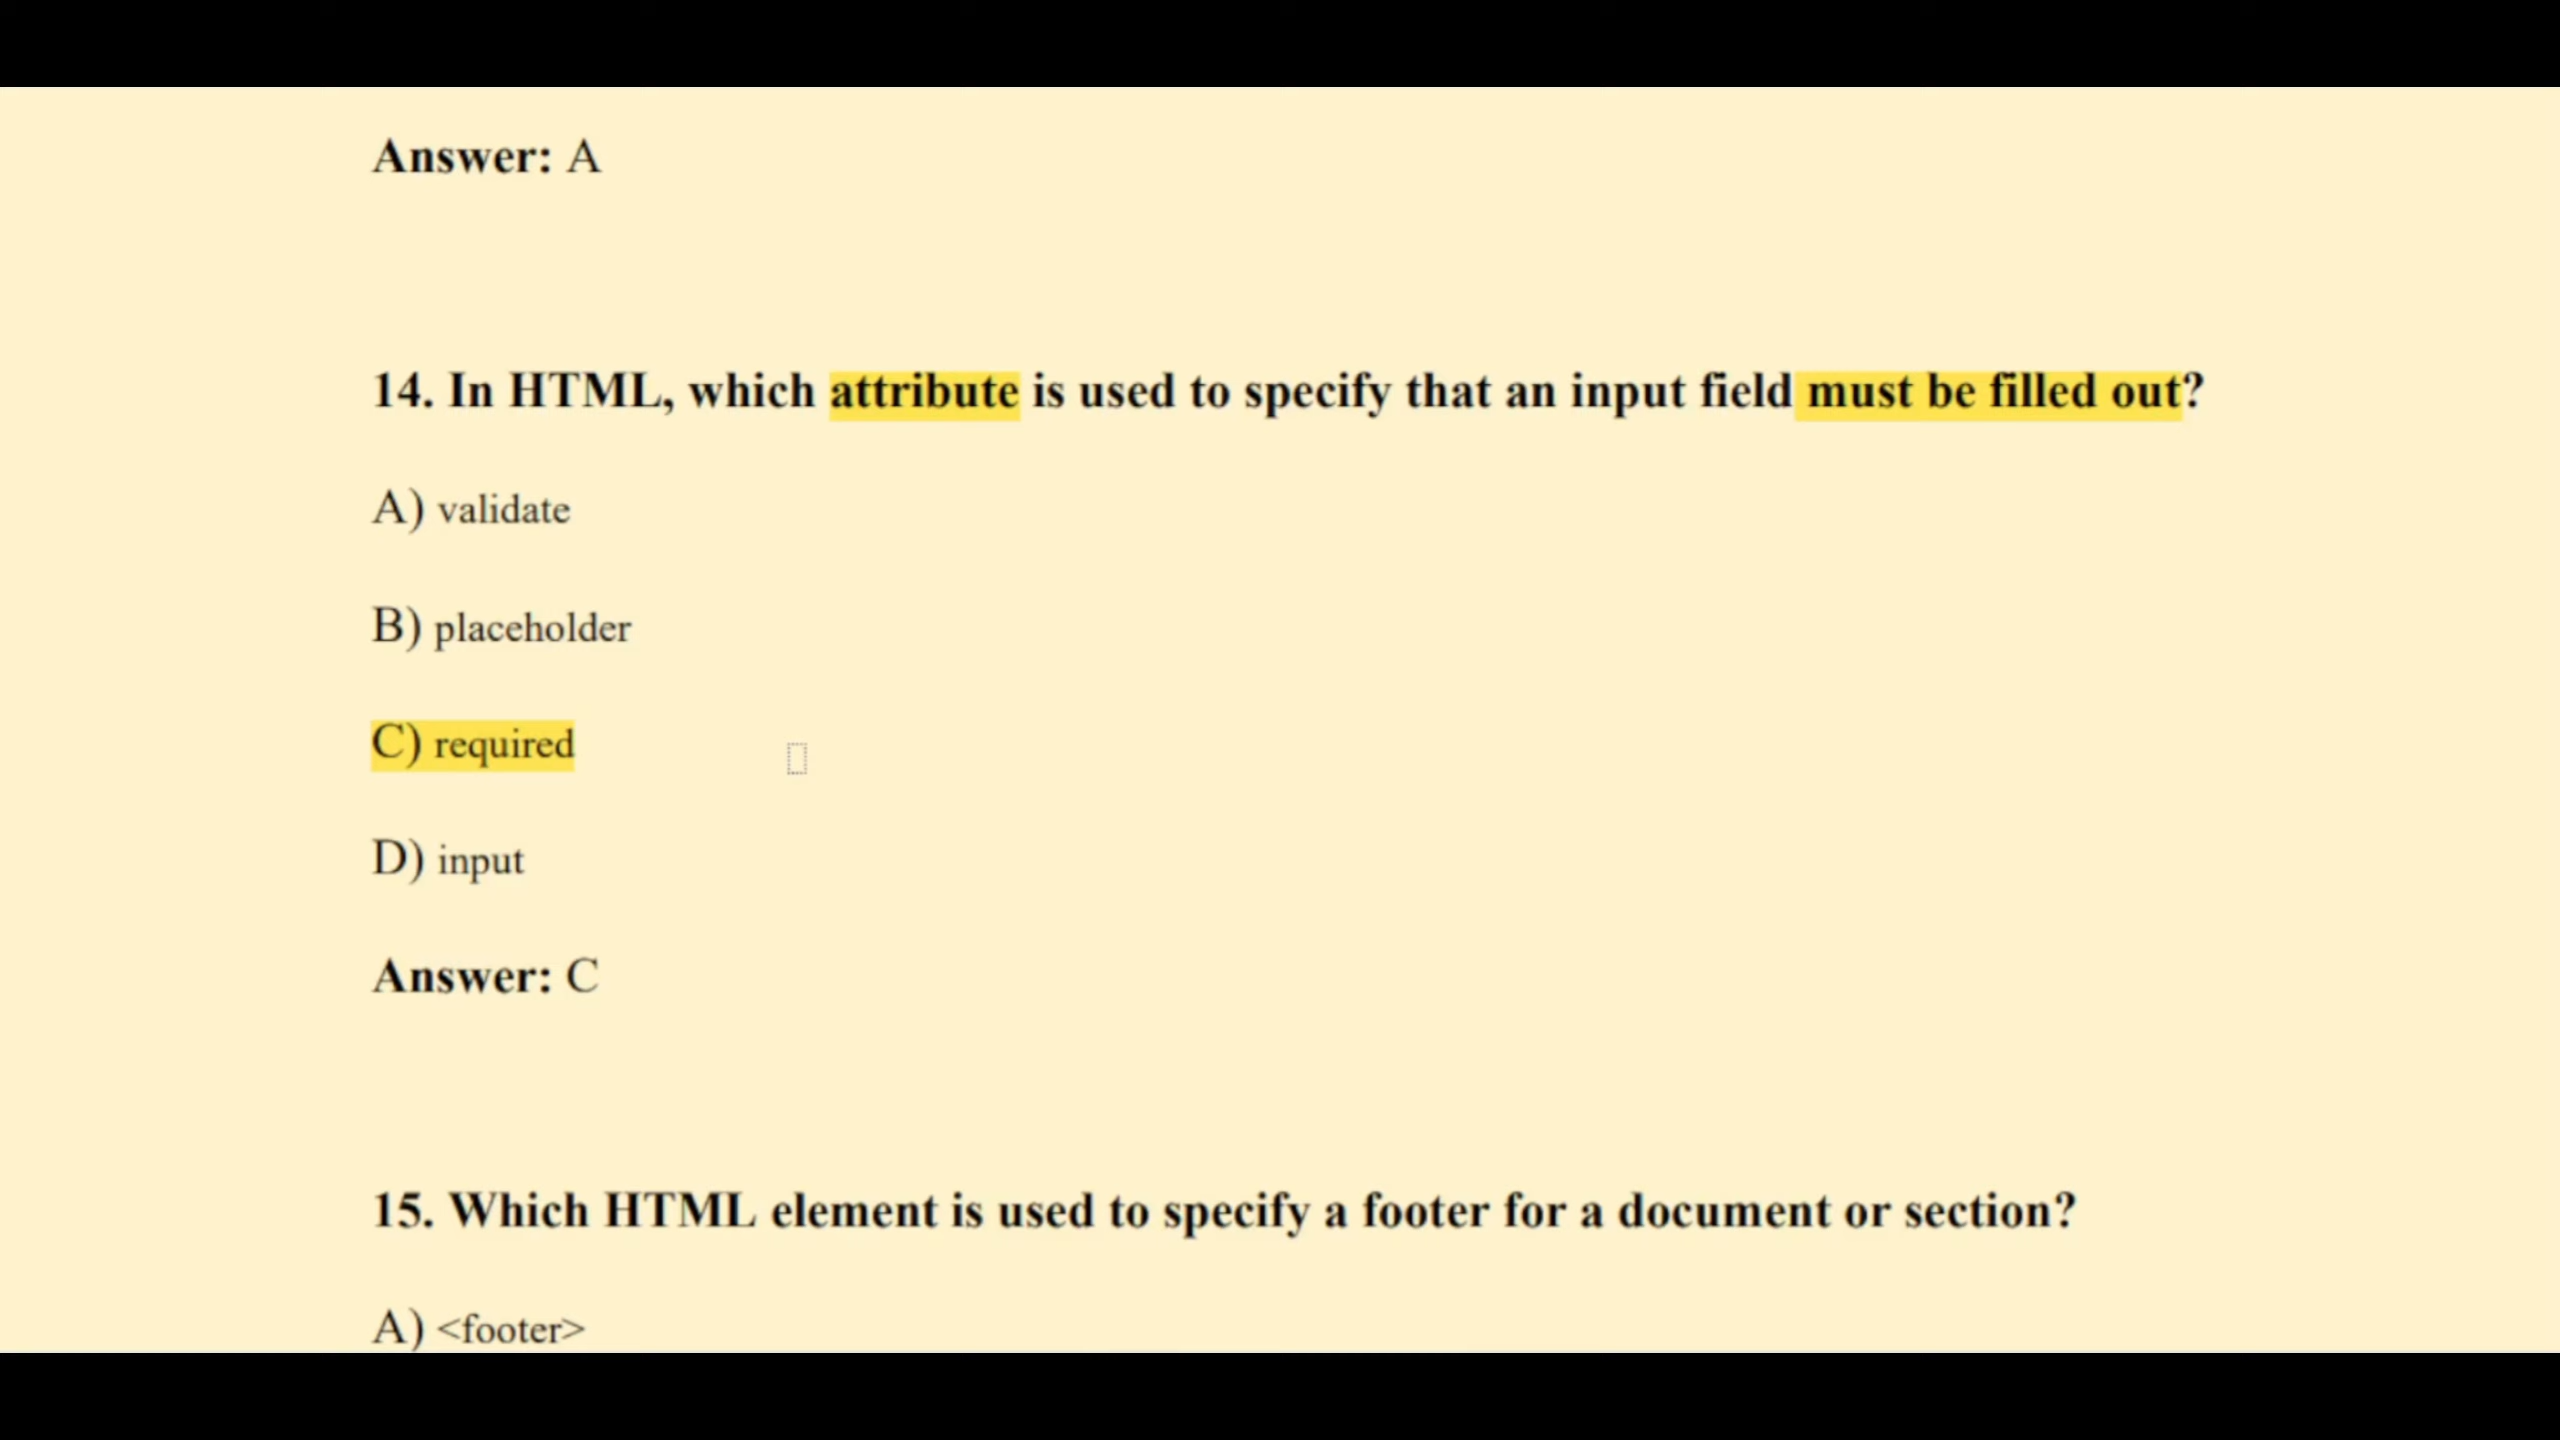 Answer: A
14. In HTML, which attribute is used to specify that an input field must be filled out?
A) validate
B) placeholder
C) required
D) input
Answer: C
15. Which HTML element is used to specify a footer for a document or section?
A) <footer>